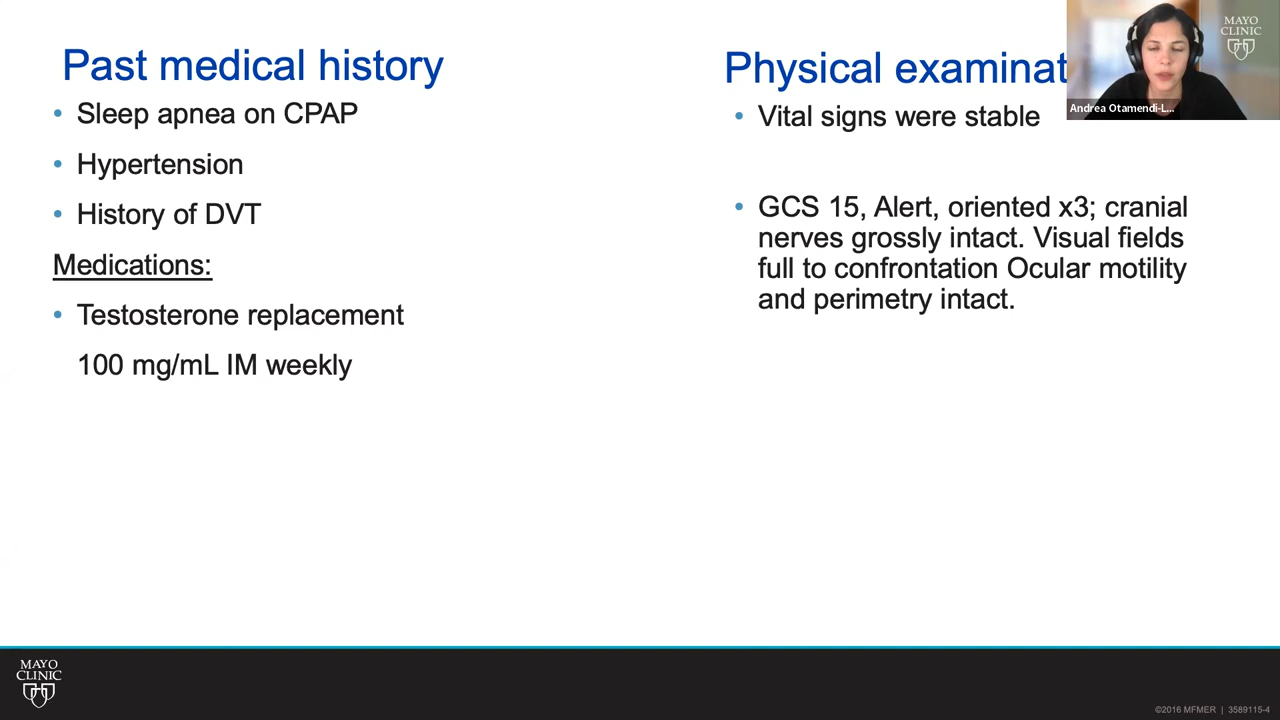 Past medical history
• Sleep apnea on CPAP
• Hypertension
• History of DVT
Medications:
• Testosterone replacement
100 mg/mL IM weekly
Physical examinat
• Vital signs were stable
• GCS 15, Alert, oriented x3; cranial
nerves grossly intact. Visual fields
full to confrontation Ocular motility
and perimetry intact.
MAYO
CLINIC
Andrea Otamendi-L...
MAYO
CLINIC
©2016 MFMER | 3589115-4